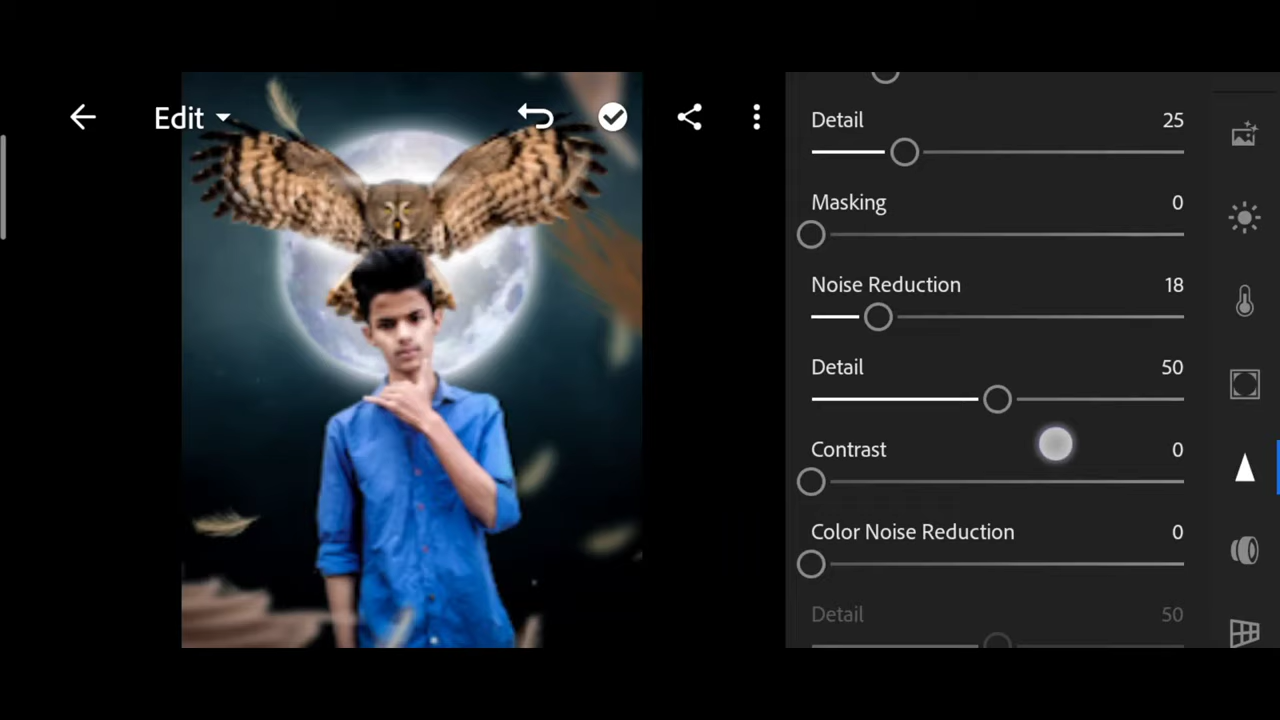 Edit
Detail 25
Masking 0
Noise Reduction 18
Detail 50
Contrast 0
Color Noise Reduction 0
Detail 50